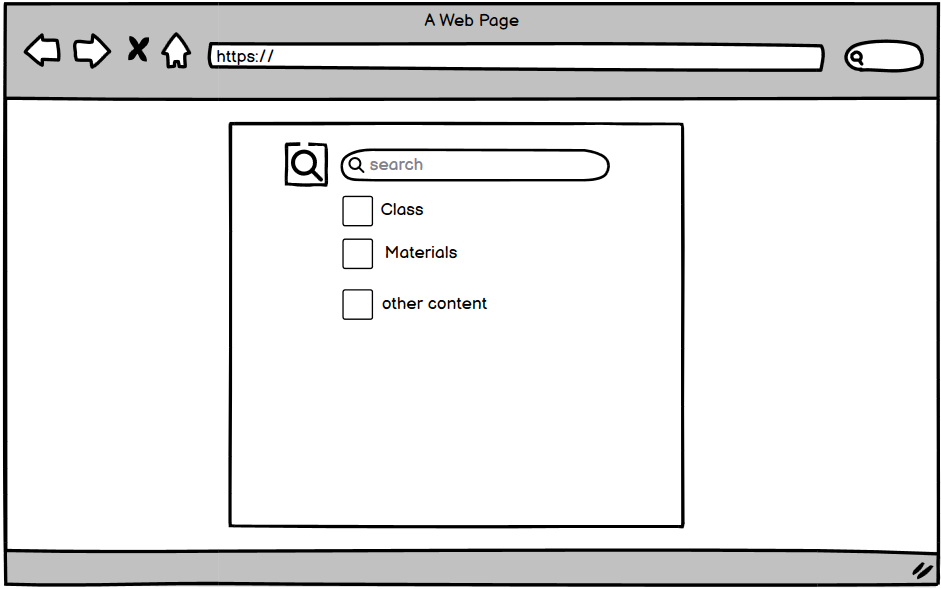 A Web Page
https://
search
Class
Materials
other content